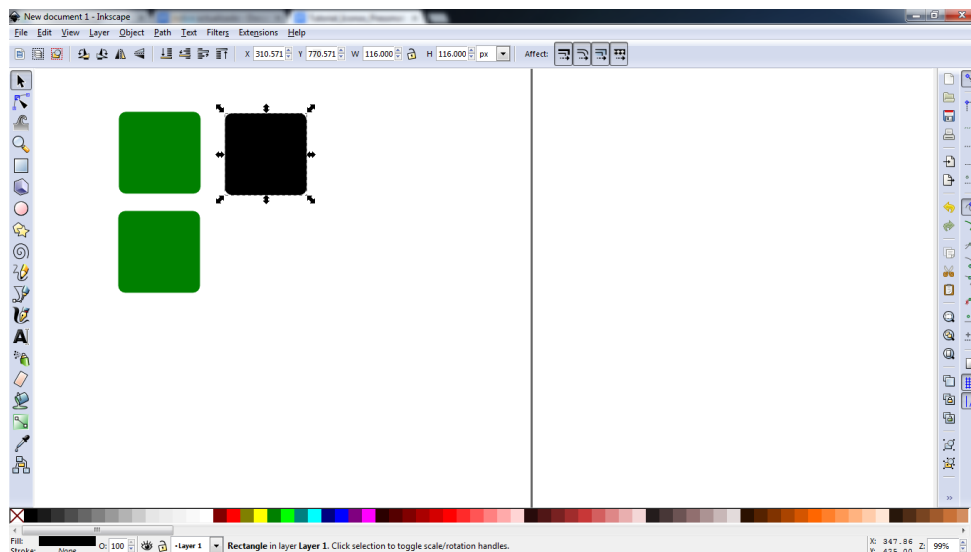 New document 1 - Inkscape
File Edit View Layer Object Path Text Filters Extensions Help
X 310.571 Y 770.571 W 116.000 H 116.000 px Affect:
Fill: O: 100 -Layer 1 Rectangle in layer Layer 1. Click selection to toggle scale/rotation handles. X: 347.86 Z: 99%
Stroke: None Y: 435.00